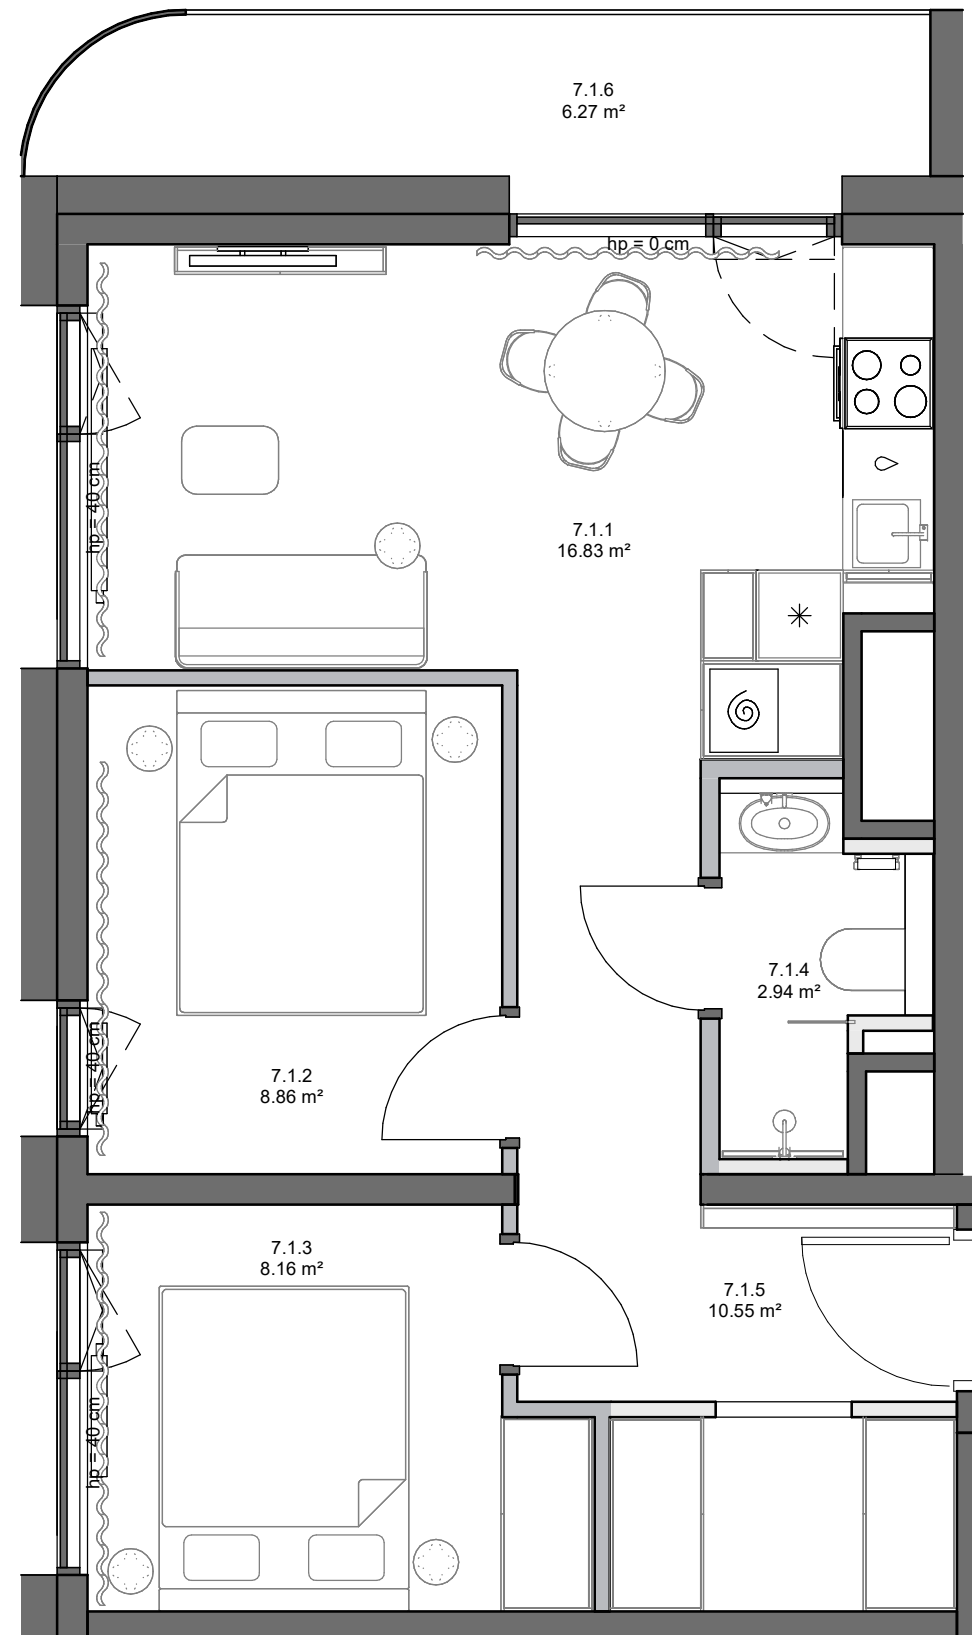 7.1.6
6.27 m²
hp = 0 cm
hp = 40 cm
7.1.1
16.83 m²
7.1.4
2.94 m²
hp = 40 cm
7.1.2
8.86 m²
7.1.3
8.16 m²
7.1.5
10.55 m²
hp = 40 cm